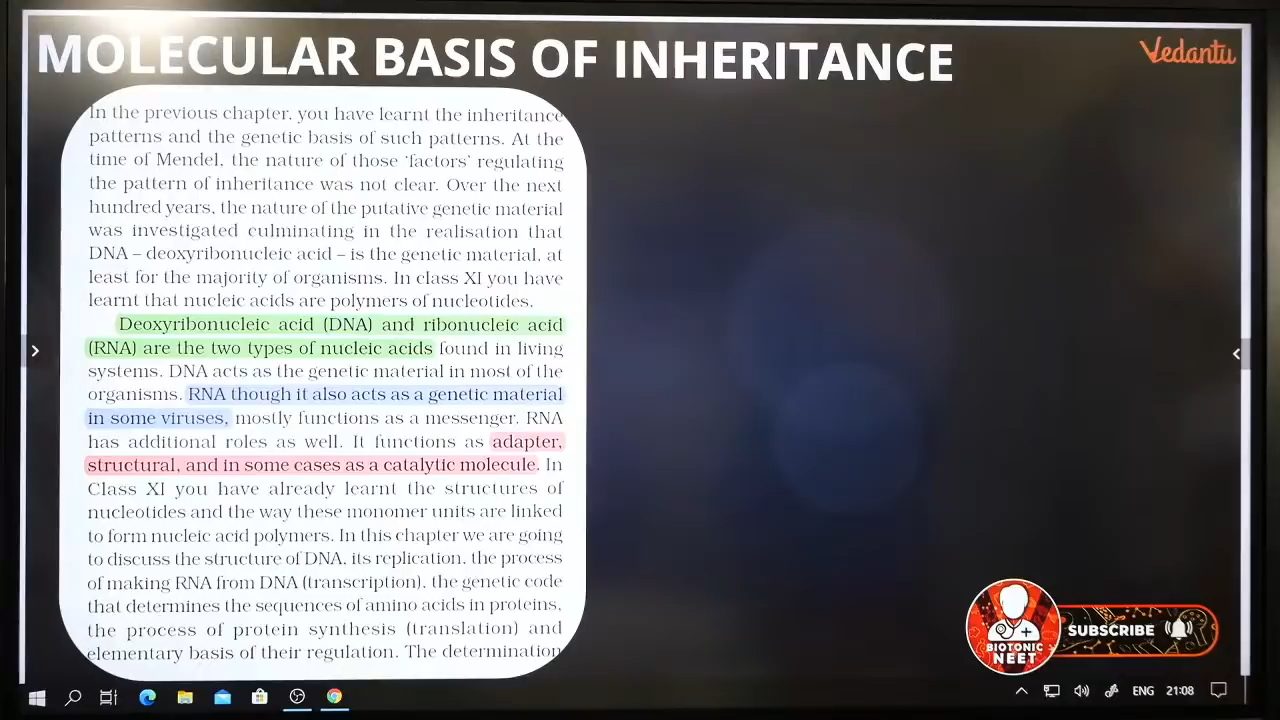 MOLECULAR BASIS OF INHERITANCE
Vedantu
In the previous chapter, you have learnt the inheritance
patterns and the genetic basis of such patterns. At the
time of Mendel, the nature of those 'factors' regulating
the pattern of inheritance was not clear. Over the next
hundred years, the nature of the putative genetic material
was investigated culminating in the realisation that
DNA – deoxyribonucleic acid – is the genetic material, at
least for the majority of organisms. In class XI you have
learnt that nucleic acids are polymers of nucleotides.
Deoxyribonucleic acid (DNA) and ribonucleic acid
(RNA) are the two types of nucleic acids found in living
systems. DNA acts as the genetic material in most of the
organisms. RNA though it also acts as a genetic material
in some viruses, mostly functions as a messenger. RNA
has additional roles as well. It functions as adapter,
structural, and in some cases as a catalytic molecule. In
Class XI you have already learnt the structures of
nucleotides and the way these monomer units are linked
to form nucleic acid polymers. In this chapter we are going
to discuss the structure of DNA, its replication, the process
of making RNA from DNA (transcription), the genetic code
that determines the sequences of amino acids in proteins,
the process of protein synthesis (translation) and
elementary basis of their regulation. The determination
BIOTONIC
NEET
SUBSCRIBE
ENG
21:08